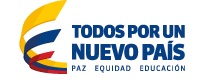 TODOS POR UN
NUEVO PAÍS
PAZ EQUIDAD EDUCACIÓN